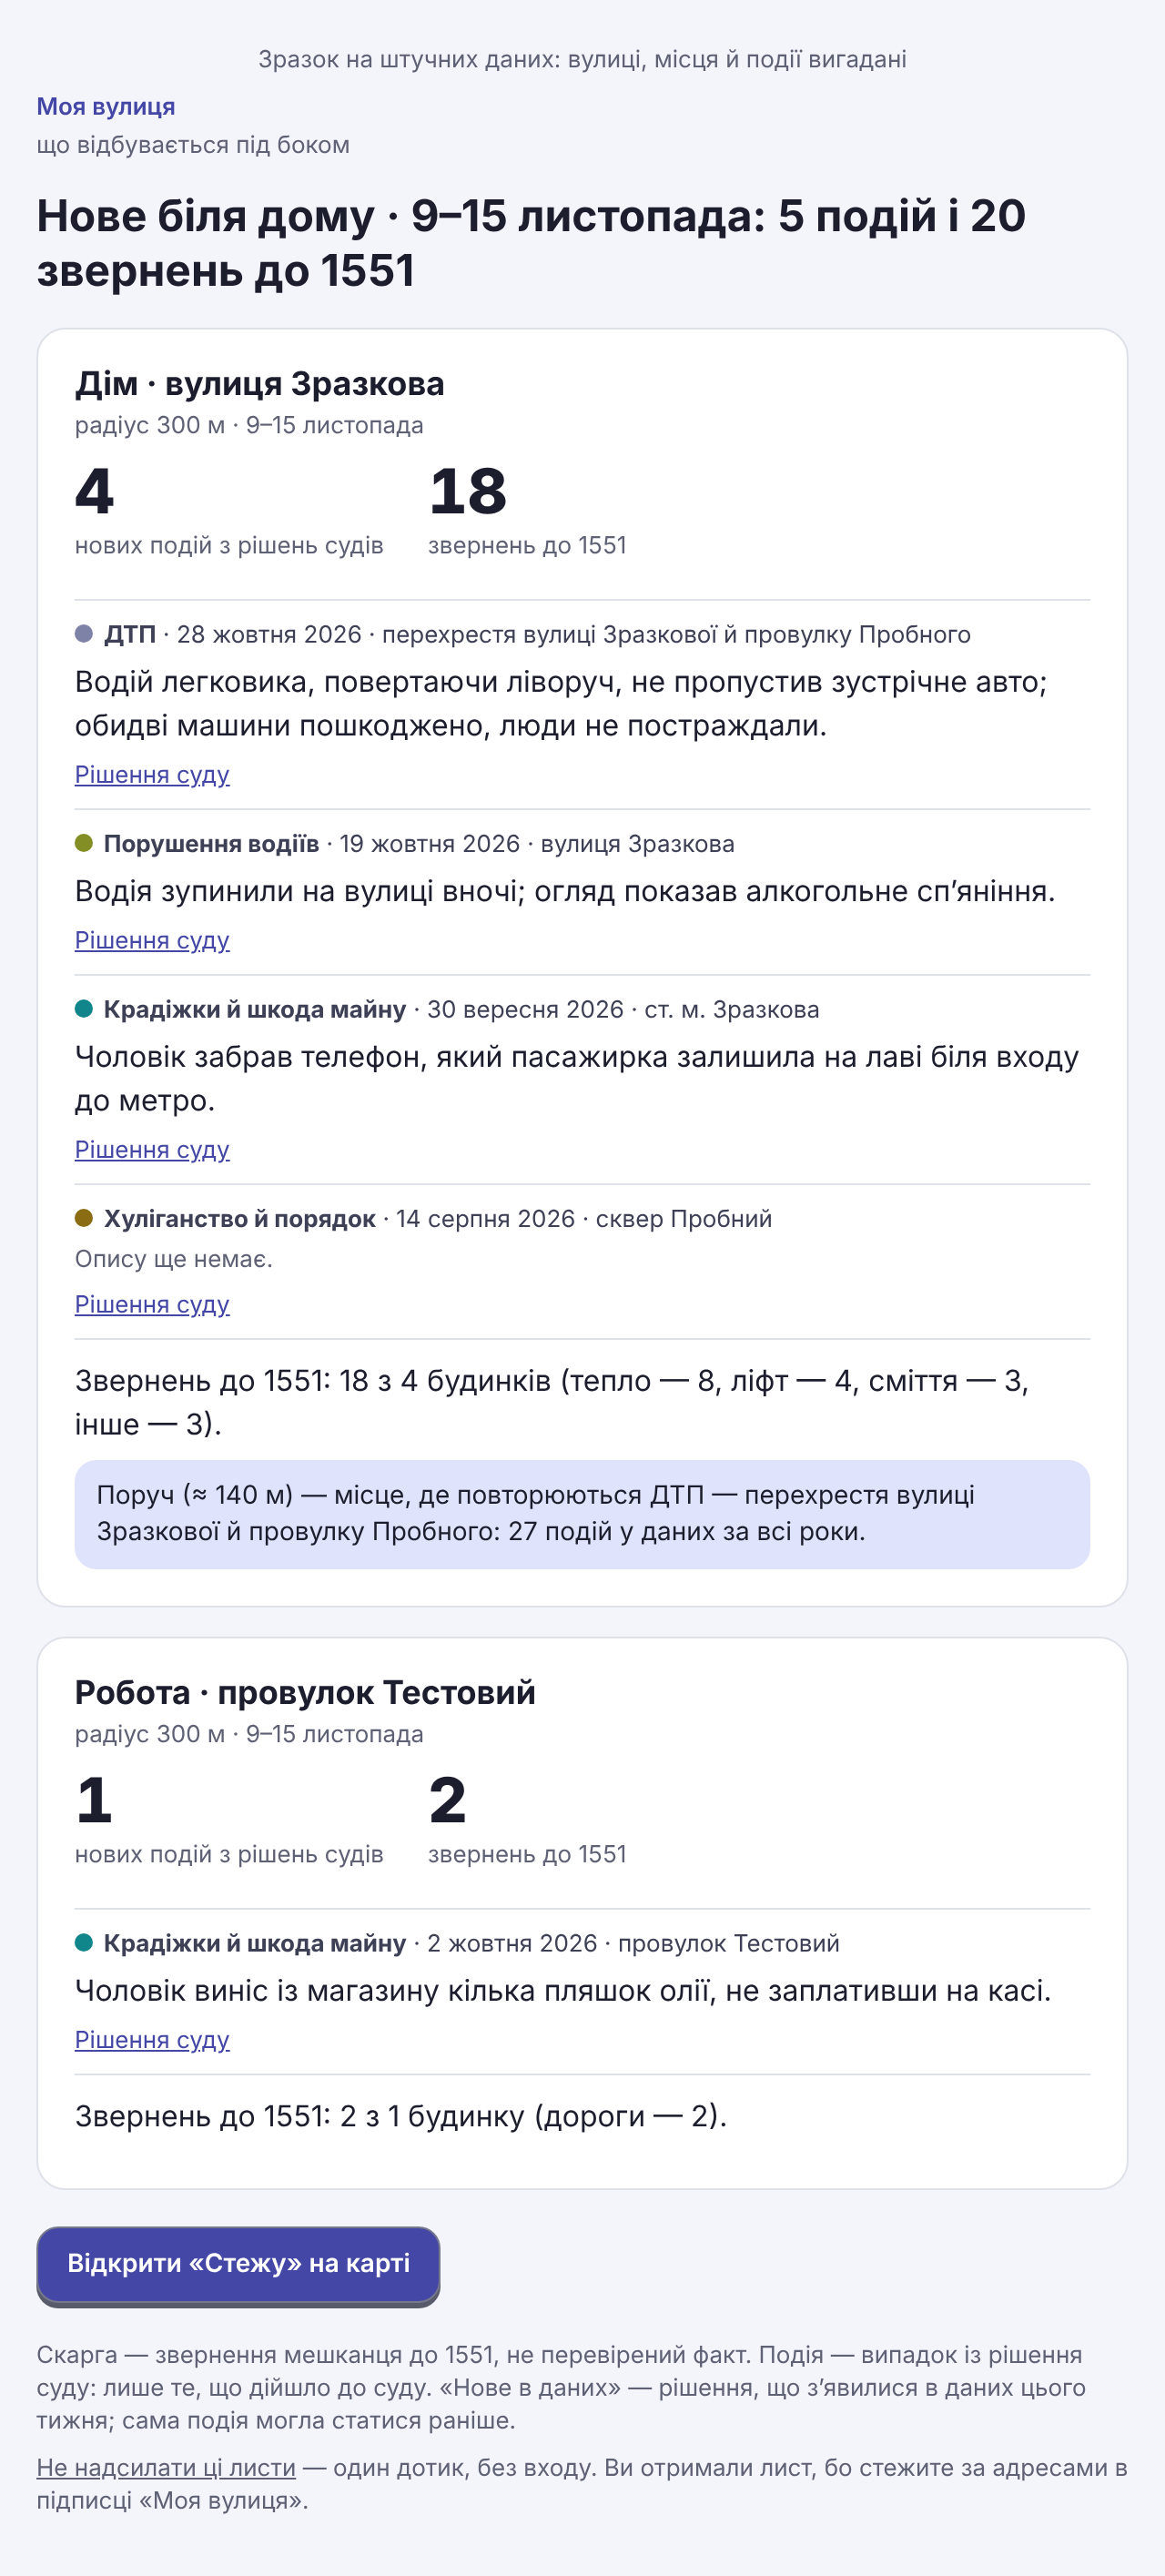 Зразок на штучних даних: вулиці, місця й події вигадані
Моя вулиця
що відбувається під боком
Нове біля дому · 9–15 листопада: 5 подій і 20
звернень до 1551
Дім · вулиця Зразкова
радіус 300 м · 9–15 листопада
4 18
нових подій з рішень судів звернень до 1551
ДТП · 28 жовтня 2026 · перехрестя вулиці Зразкової й провулку Пробного
Водій легковика, повертаючи ліворуч, не пропустив зустрічне авто;
обидві машини пошкоджено, люди не постраждали.
Рішення суду
Порушення водіїв · 19 жовтня 2026 · вулиця Зразкова
Водія зупинили на вулиці вночі; огляд показав алкогольне сп’яніння.
Рішення суду
Крадіжки й шкода майну · 30 вересня 2026 · ст. м. Зразкова
Чоловік забрав телефон, який пасажирка залишила на лаві біля входу
до метро.
Рішення суду
Хуліганство й порядок · 14 серпня 2026 · сквер Пробний
Опису ще немає.
Рішення суду
Звернень до 1551: 18 з 4 будинків (тепло — 8, ліфт — 4, сміття — 3,
інше — 3).
Поруч (≈ 140 м) — місце, де повторюються ДТП — перехрестя вулиці
Зразкової й провулку Пробного: 27 подій у даних за всі роки.
Робота · провулок Тестовий
радіус 300 м · 9–15 листопада
1 2
нових подій з рішень судів звернень до 1551
Крадіжки й шкода майну · 2 жовтня 2026 · провулок Тестовий
Чоловік виніс із магазину кілька пляшок олії, не заплативши на касі.
Рішення суду
Звернень до 1551: 2 з 1 будинку (дороги — 2).
Відкрити «Стежу» на карті
Скарга — звернення мешканця до 1551, не перевірений факт. Подія — випадок із рішення
суду: лише те, що дійшло до суду. «Нове в даних» — рішення, що з’явилися в даних цього
тижня; сама подія могла статися раніше.
Не надсилати ці листи — один дотик, без входу. Ви отримали лист, бо стежите за адресами в
підписці «Моя вулиця».